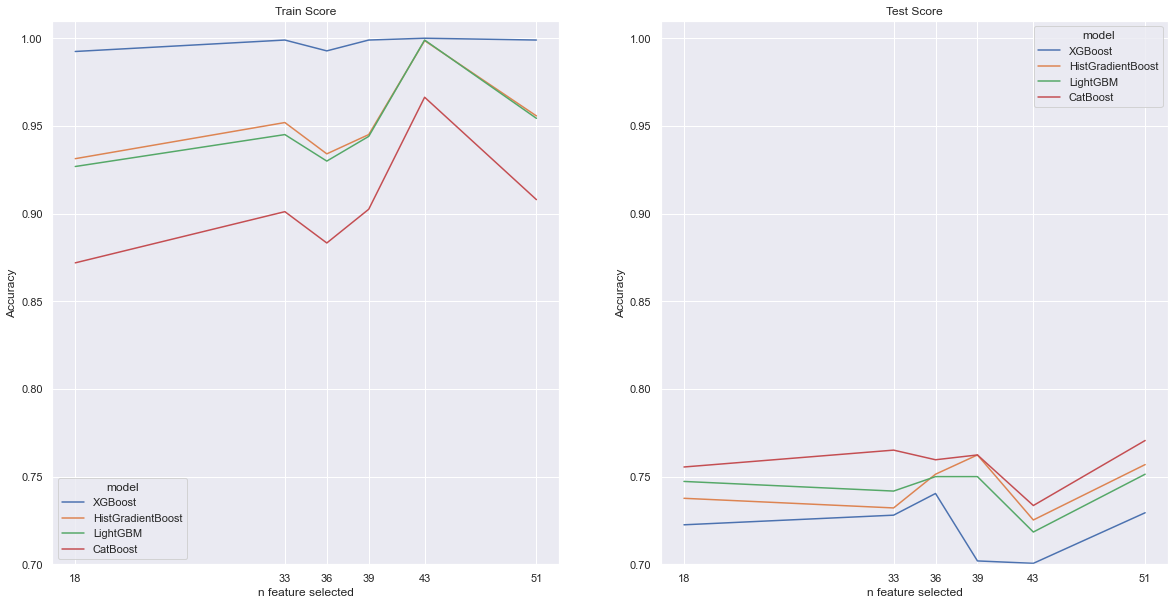 Train Score
Accuracy
1.00
0.95
0.90
0.85
0.80
0.75
0.70
model
XGBoost
HistGradientBoost
LightGBM
CatBoost
18 33 36 39 43 51
n feature selected
Test Score
Accuracy
1.00
0.95
0.90
0.85
0.80
0.75
0.70
model
XGBoost
HistGradientBoost
LightGBM
CatBoost
18 33 36 39 43 51
n feature selected